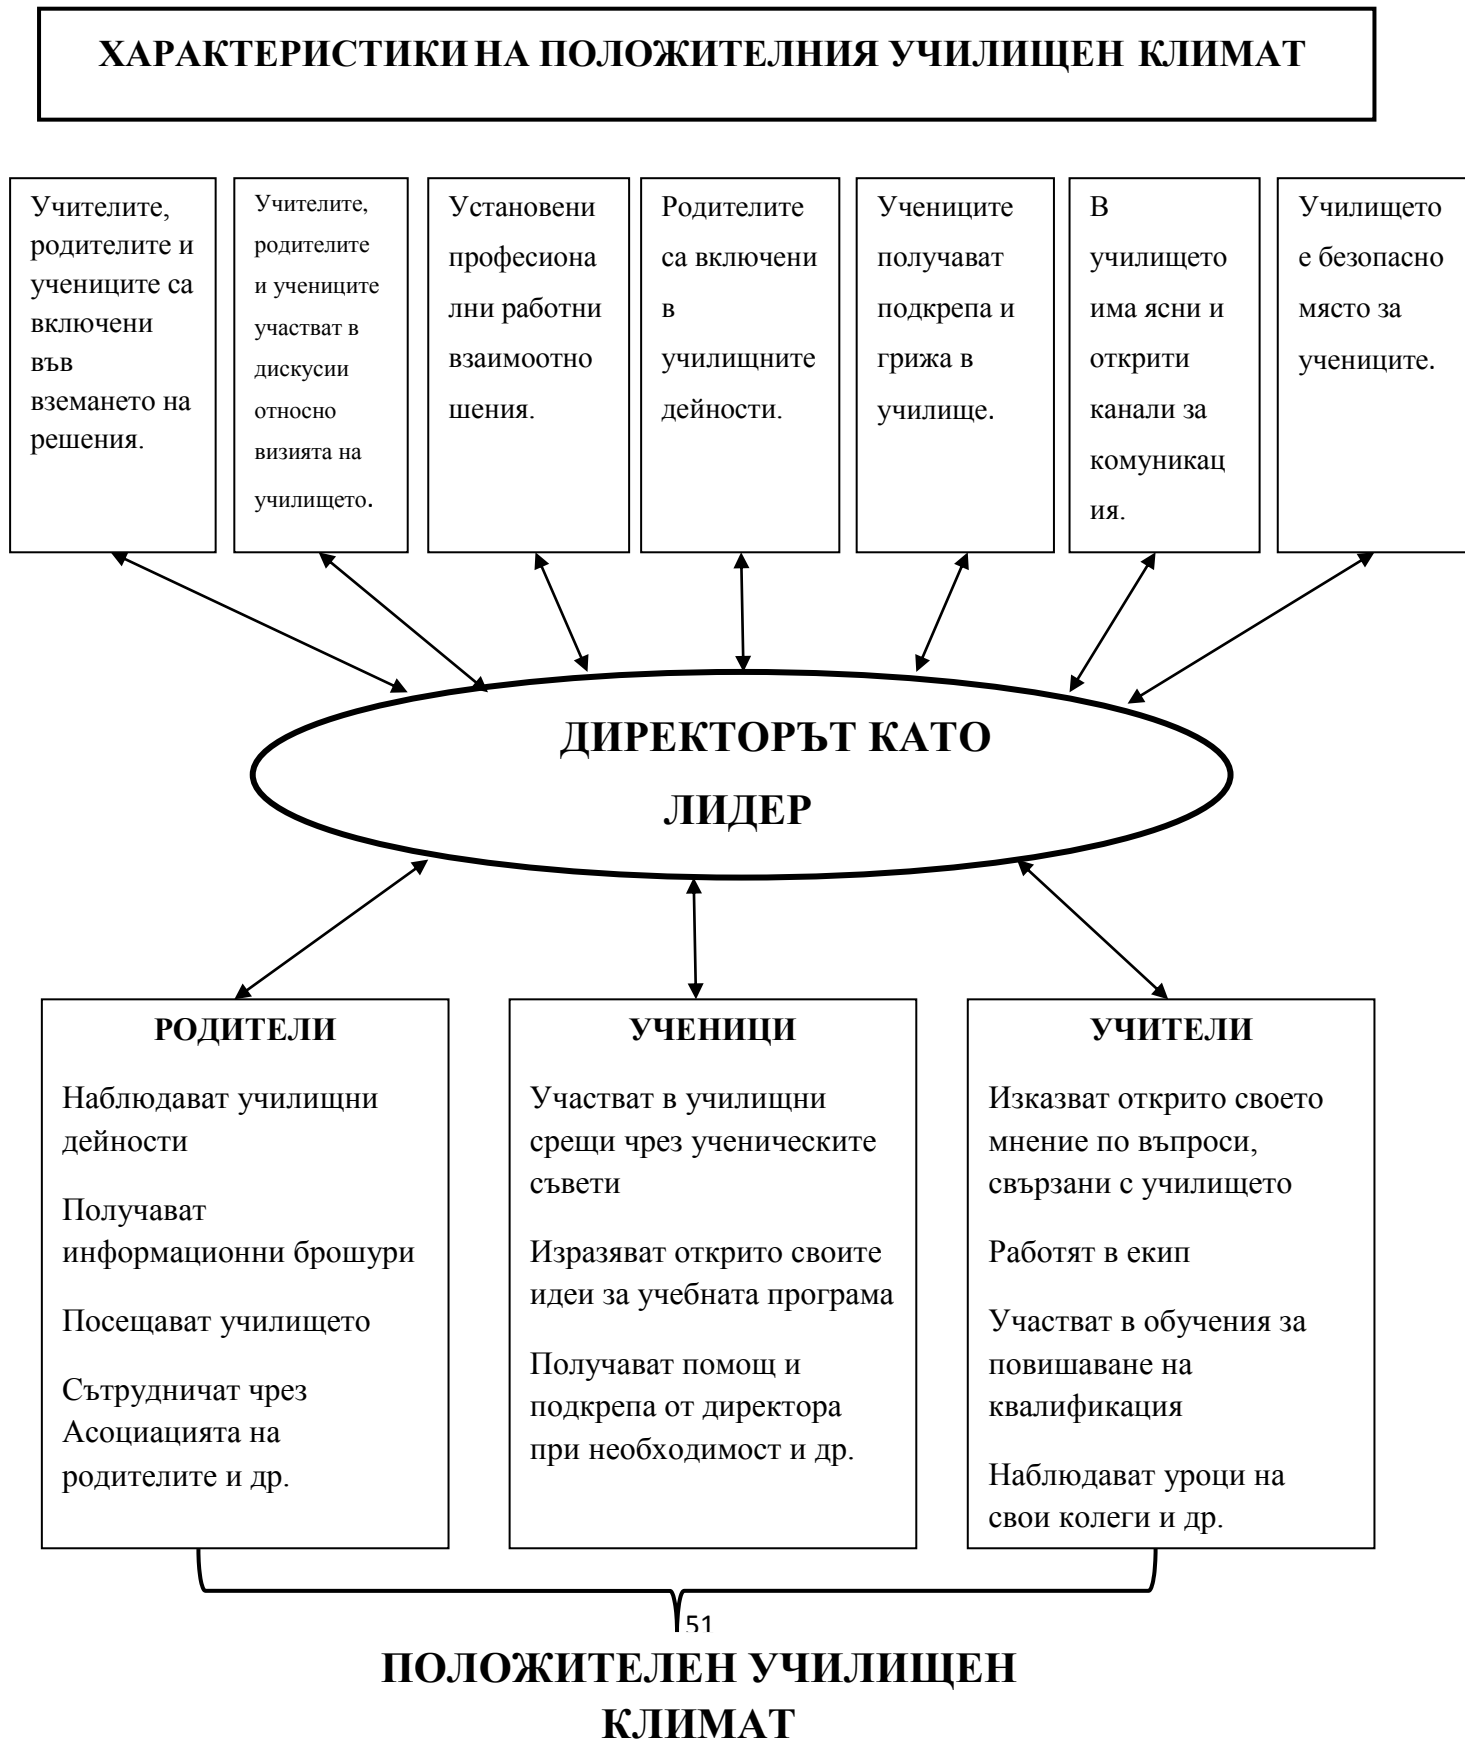 ХАРАКТЕРИСТИКИ НА ПОЛОЖИТЕЛНИЯ УЧИЛИЩЕН КЛИМАТ
Учителите,
родителите и
учениците са
включени
във
вземането на
решения.
Учителите,
родителите
и учениците
участват в
дискусии
относно
визията на
училището.
Установени
професиона
лни работни
взаимоотно
шения.
Родителите
са включени
в
училищните
дейности.
Учениците
получават
подкрепа и
грижа в
училище.
В
училището
има ясни и
открити
канали за
комуникац
ия.
Училището
е безопасно
място за
учениците.
ДИРЕКТОРЪТ КАТО
ЛИДЕР
РОДИТЕЛИ
Наблюдават училищни
дейности
Получават
информационни брошури
Посещават училището
Сътрудничат чрез
Асоциацията на
родителите и др.
УЧЕНИЦИ
Участват в училищни
срещи чрез ученическите
съвети
Изразяват открито своите
идеи за учебната програма
Получават помощ и
подкрепа от директора
при необходимост и др.
УЧИТЕЛИ
Изказват открито своето
мнение по въпроси,
свързани с училището
Работят в екип
Участват в обучения за
повишаване на
квалификация
Наблюдават уроци на
свои колеги и др.
51
ПОЛОЖИТЕЛЕН УЧИЛИЩЕН
КЛИМАТ